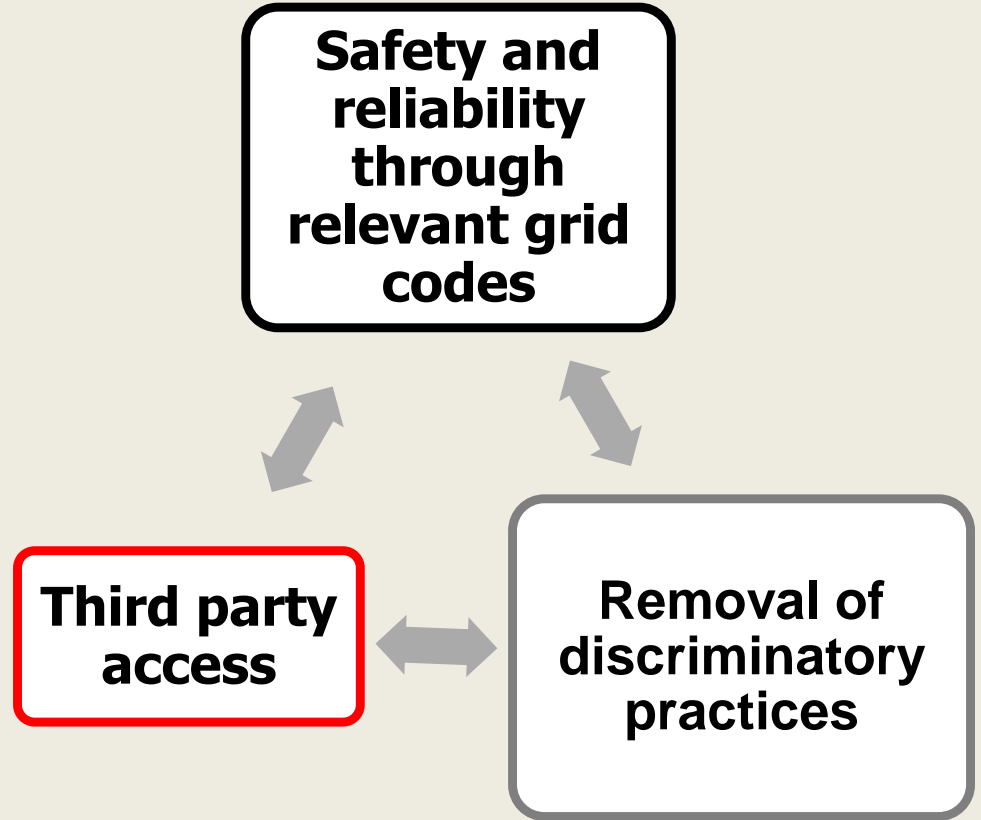 Safety and
reliability
through
relevant grid
codes
Third party
access
Removal of
discriminatory
practices